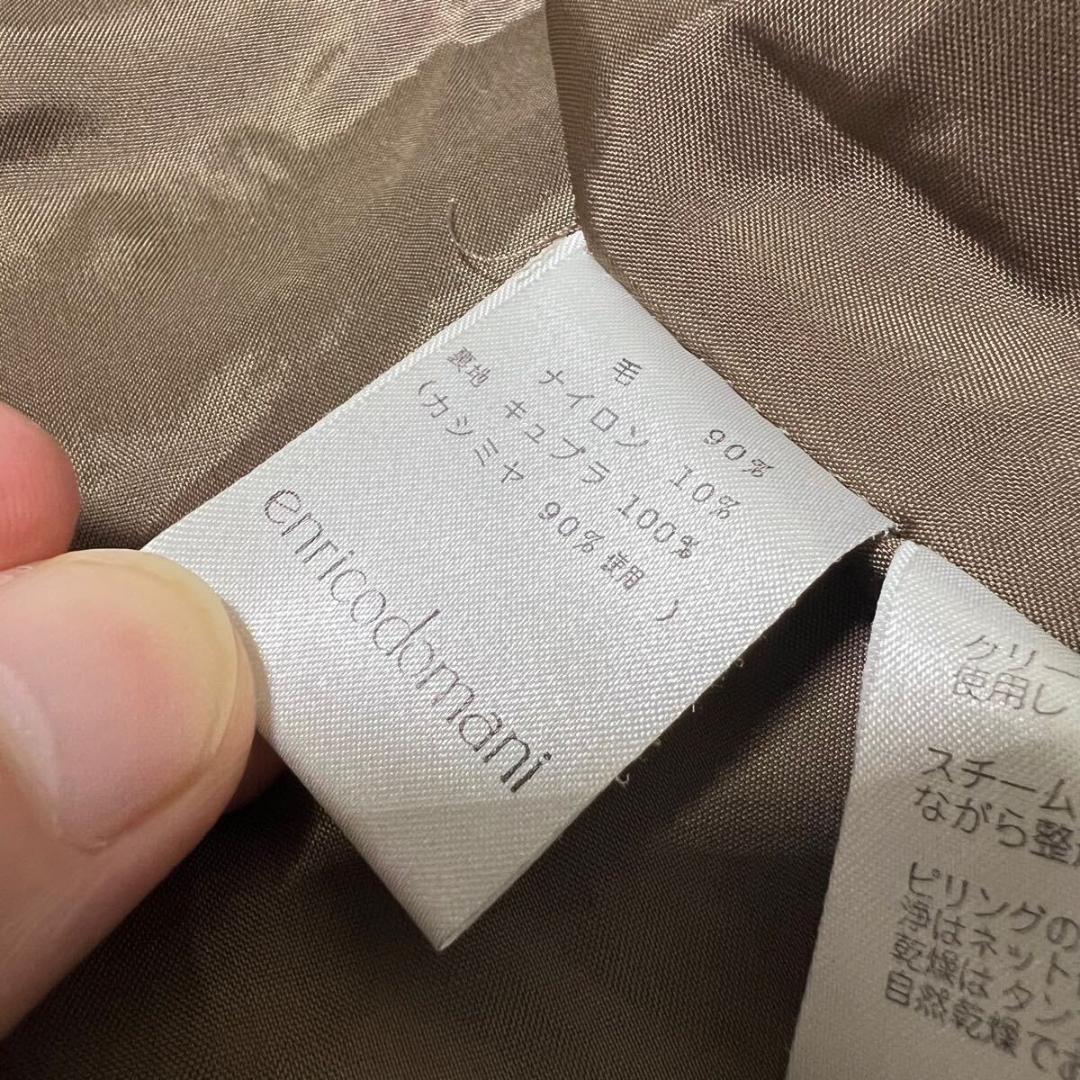 毛 90%
ナイロン 10%
裏地 キュプラ 100%
(カシミヤ 90%使用 )
enricodomani
クリー
使用し
スチーム
ながら整
ピリングの
浄はネット
乾燥はタン
自然乾燥で